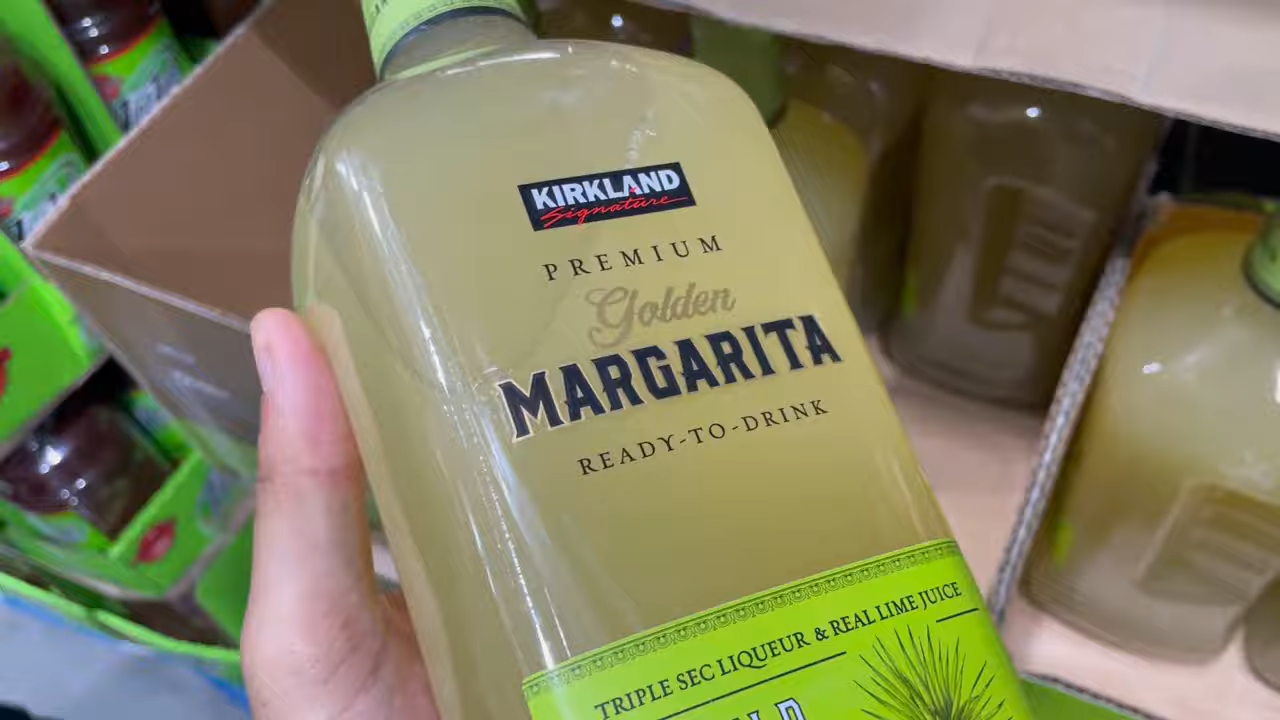 KIRKLAND
Signature
PREMIUM
Golden
MARGARITA
READY-TO-DRINK
TRIPLE SEC LIQUEUR & REAL LIME JUICE